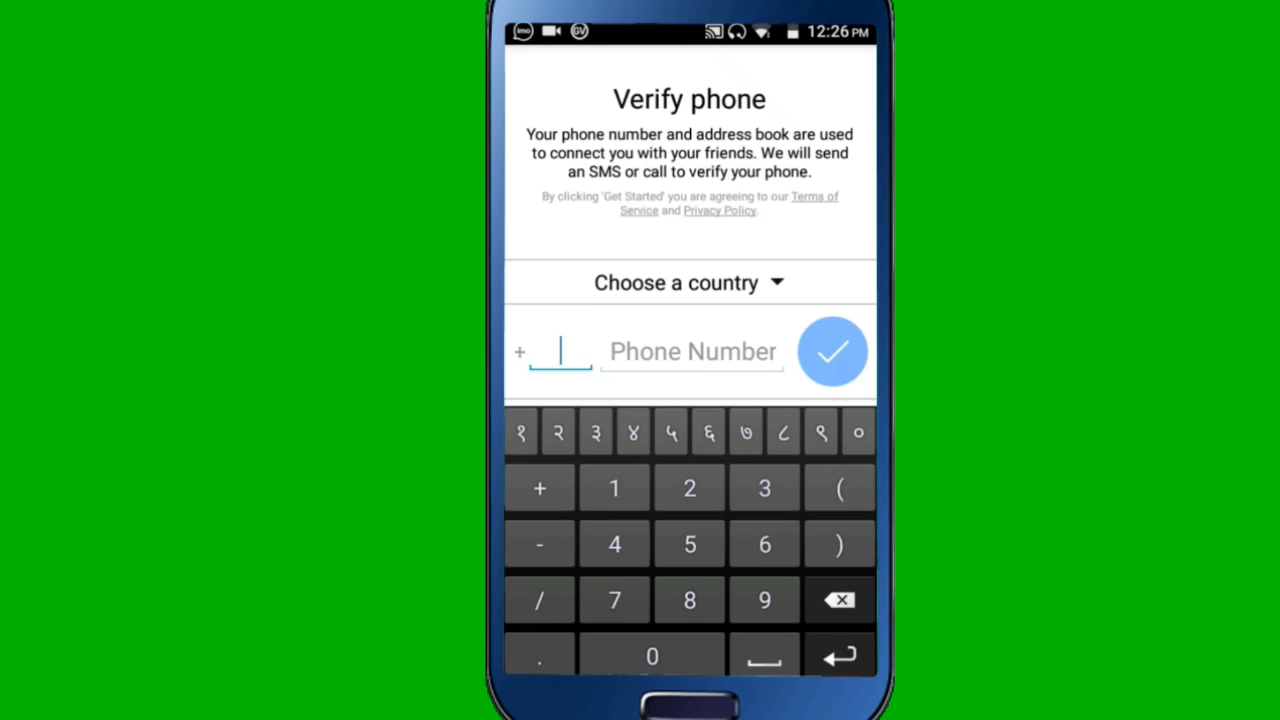 imo GV 12:26 PM
Verify phone
Your phone number and address book are used
to connect you with your friends. We will send
an SMS or call to verify your phone.
By clicking 'Get Started' you are agreeing to our Terms of
Service and Privacy Policy.
Choose a country
+ Phone Number
१ २ ३ ४ ५ ६ ७ ८ ९ ०
+ 1 2 3 (
- 4 5 6 )
/ 7 8 9
. 0